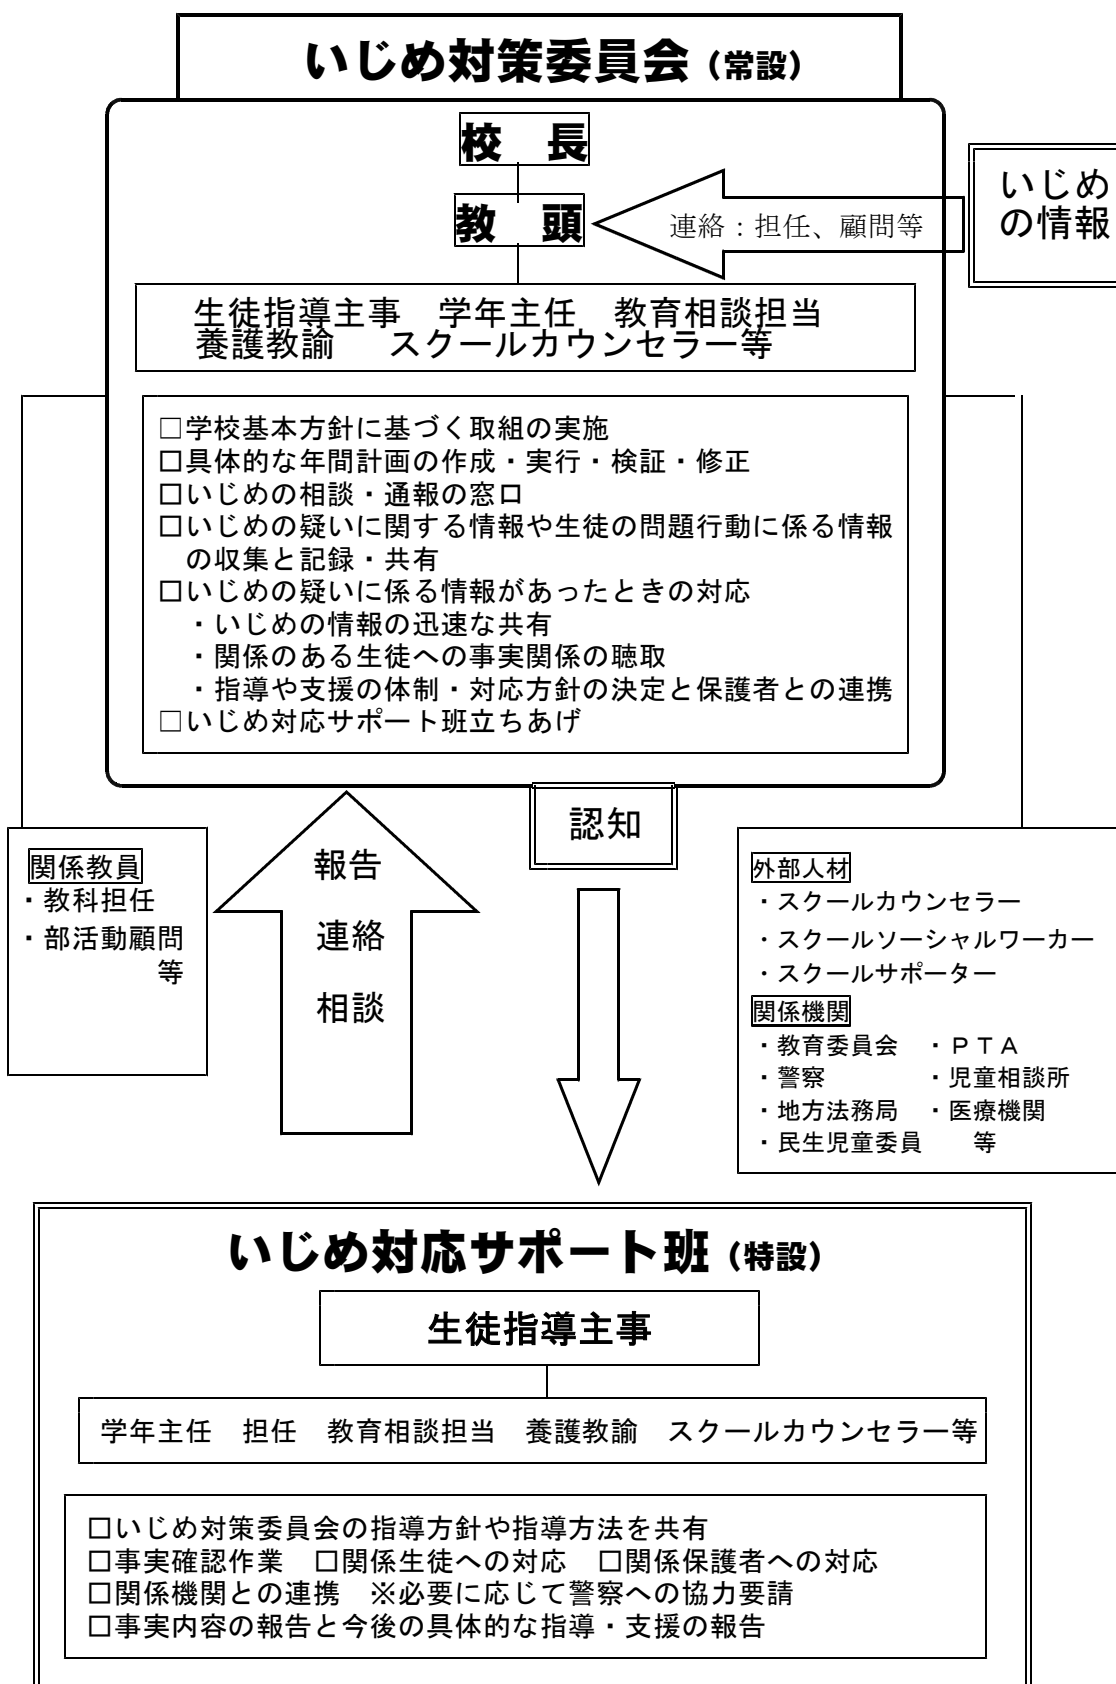 いじめ対策委員会（常設）
校　長
教　頭
連絡：担任、顧問等
いじめ
の情報
生徒指導主事　学年主任　教育相談担当
養護教諭　スクールカウンセラー等
□学校基本方針に基づく取組の実施
□具体的な年間計画の作成・実行・検証・修正
□いじめの相談・通報の窓口
□いじめの疑いに関する情報や生徒の問題行動に係る情報
の収集と記録・共有
□いじめの疑いに係る情報があったときの対応
・いじめの情報の迅速な共有
・関係のある生徒への事実関係の聴取
・指導や支援の体制・対応方針の決定と保護者との連携
□いじめ対応サポート班立ちあげ
認知
関係教員
・教科担任
・部活動顧問
等
報告
連絡
相談
外部人材
・スクールカウンセラー
・スクールソーシャルワーカー
・スクールサポーター
関係機関
・教育委員会　・ＰＴＡ
・警察　・児童相談所
・地方法務局　・医療機関
・民生児童委員　等
いじめ対応サポート班（特設）
生徒指導主事
学年主任　担任　教育相談担当　養護教諭　スクールカウンセラー等
□いじめ対策委員会の指導方針や指導方法を共有
□事実確認作業　□関係生徒への対応　□関係保護者への対応
□関係機関との連携　※必要に応じて警察への協力要請
□事実内容の報告と今後の具体的な指導・支援の報告